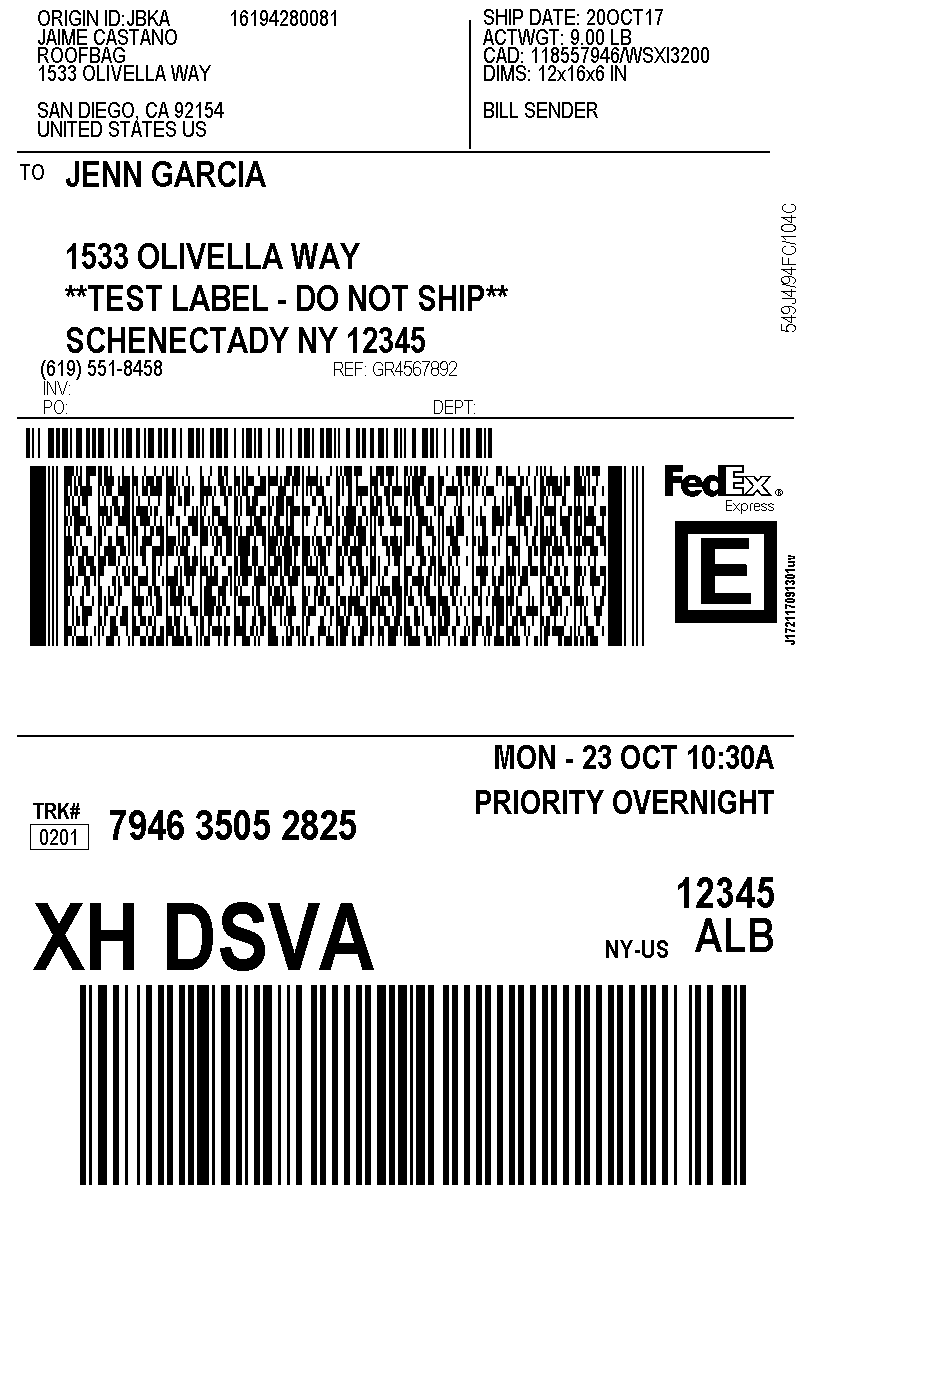 ORIGIN ID:JBKA 16194280081
JAIME CASTANO
ROOFBAG
1533 OLIVELLA WAY
SAN DIEGO, CA 92154
UNITED STATES US
SHIP DATE: 20OCT17
ACTWGT: 9.00 LB
CAD: 118557946/WSXI3200
DIMS: 12x16x6 IN
BILL SENDER
TO JENN GARCIA
1533 OLIVELLA WAY
**TEST LABEL - DO NOT SHIP**
SCHENECTADY NY 12345
(619) 551-8458 REF: GR4567892
INV:
PO: DEPT:
549J4/94FC/104C
FedEx®
Express
E
J172117091301uv
MON - 23 OCT 10:30A
PRIORITY OVERNIGHT
TRK#
0201 7946 3505 2825
12345
XH DSVA NY-US ALB